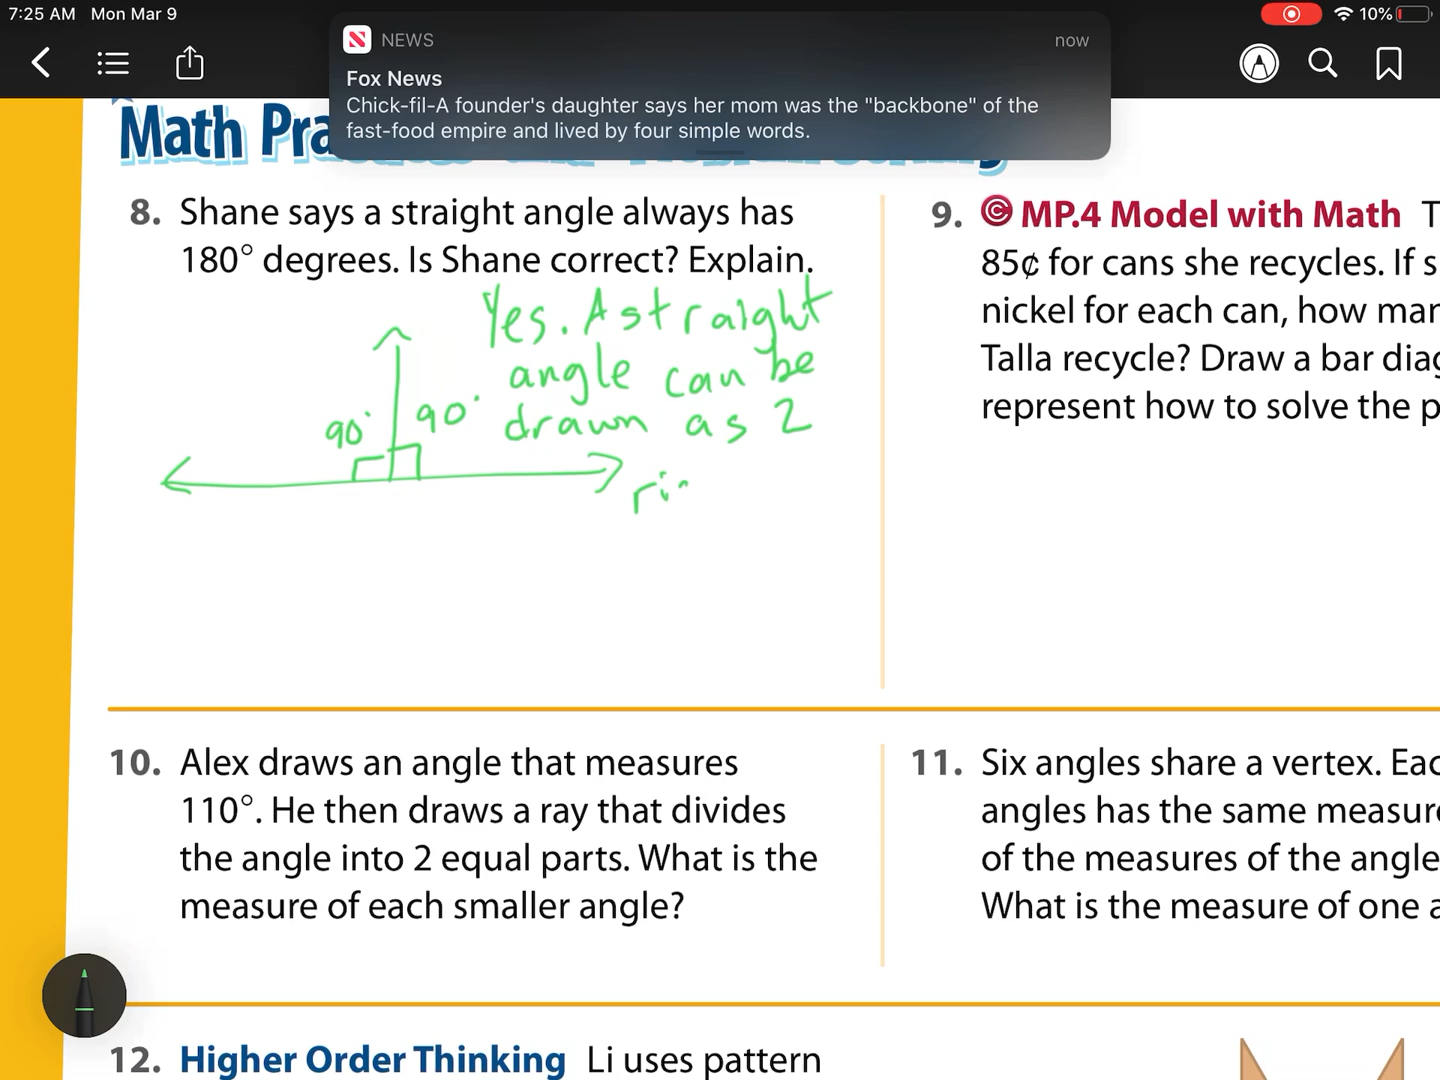 7:25 AM Mon Mar 9
10%
NEWS
now
Fox News
Chick-fil-A founder's daughter says her mom was the "backbone" of the
fast-food empire and lived by four simple words.
Math
8. Shane says a straight angle always has
180° degrees. Is Shane correct? Explain.
Yes. A straight
angle can be
drawn as 2
90° 90°
9. MP.4 Model with Math
85¢ for cans she recycles. If s
nickel for each can, how mar
Talla recycle? Draw a bar diag
represent how to solve the p
10. Alex draws an angle that measures
110°. He then draws a ray that divides
the angle into 2 equal parts. What is the
measure of each smaller angle?
11. Six angles share a vertex. Eac
angles has the same measure
of the measures of the angle
What is the measure of one a
12. Higher Order Thinking Li uses pattern